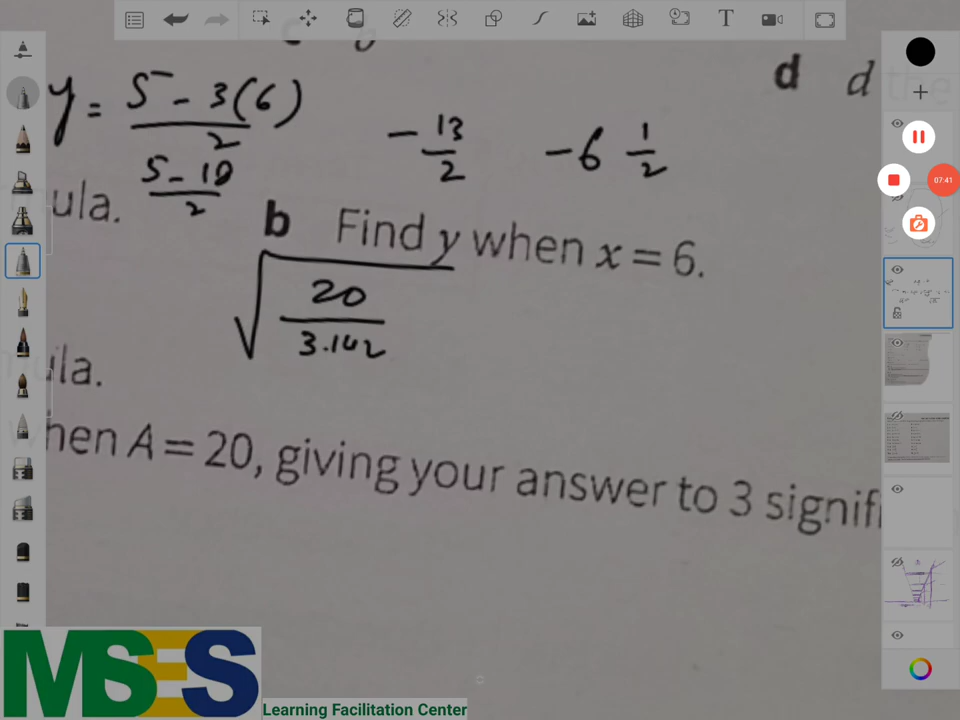 d d
y = 5 - 3(6) / 2
- 13/2 -6 1/2
5 - 18 / 2
ula.
b Find y when x = 6.
√ 20 / 3.142
ula.
hen A = 20, giving your answer to 3 signifi
07:41
T
MSES
Learning Facilitation Center